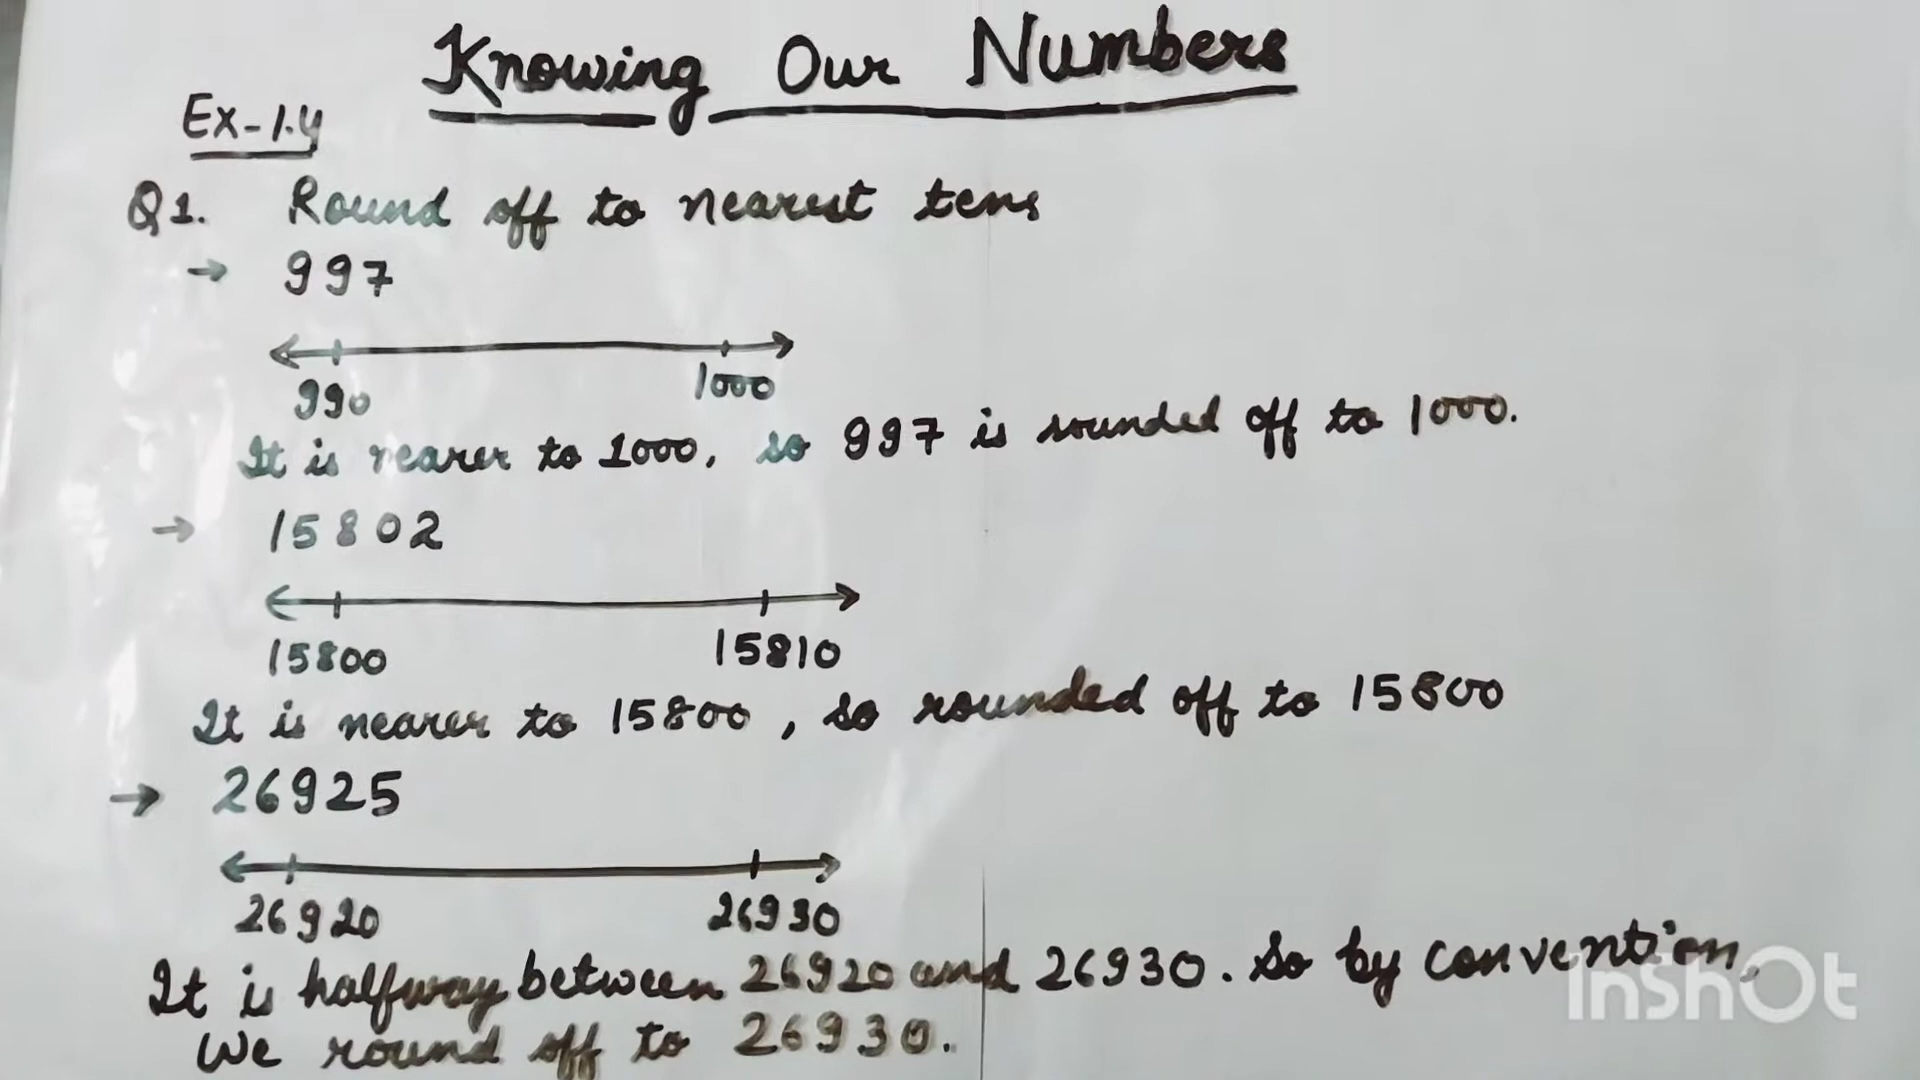 Knowing Our Numbers
Ex-1.4
Q1. Round off to nearest tens
→ 997
990 1000
It is nearer to 1000, so 997 is rounded off to 1000.
→ 15802
15800 15810
It is nearer to 15800, so rounded off to 15800
→ 26925
26920 26930
It is halfway between 26920 and 26930. So by convention,
We round off to 26930.
InShOt